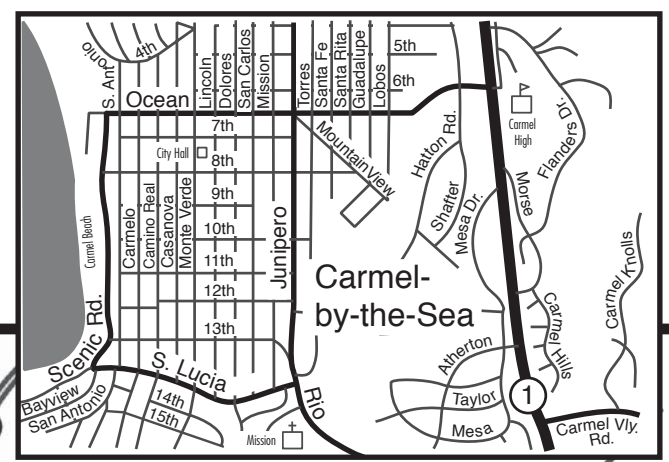 S. Antonio
4th
Lincoln
Dolores
San Carlos
Mission
Torres
Santa Fe
Santa Rita
Guadalupe
Lobos
5th
6th
Ocean
7th
City Hall
8th
Mountain View
Hatton Rd.
Carmel
High
Flanders Dr.
Shafter
Mesa Dr.
Morse
Carmel Beach
Carmelo
Camino Real
Casanova
Monte Verde
9th
10th
11th
12th
13th
Junipero
Carmel-
by-the-Sea
Carmel Knolls
Carmel Hills
Scenic Rd.
S. Lucia
Bayview
San Antonio
14th
15th
Mission
Rio
Atherton
Taylor
Mesa
1
Carmel Vly.
Rd.